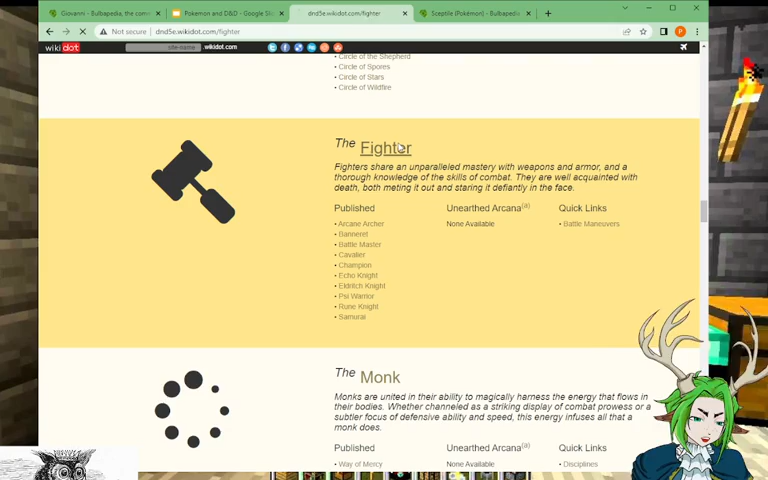 Giovanni - Bulbapedia, the com
Pokemon and D&D - Google Sli
dnd5e.wikidot.com/fighter
Sceptile (Pokémon) - Bulbaped
Not secure | dnd5e.wikidot.com/fighter
wikidot
site-name .wikidot.com
• Circle of the Shepherd
• Circle of Spores
• Circle of Stars
• Circle of Wildfire
The Fighter
Fighters share an unparalleled mastery with weapons and armor, and a
thorough knowledge of the skills of combat. They are well acquainted with
death, both meting it out and staring it defiantly in the face.
Published
• Arcane Archer
• Banneret
• Battle Master
• Cavalier
• Champion
• Echo Knight
• Eldritch Knight
• Psi Warrior
• Rune Knight
• Samurai
Unearthed Arcana(a)
None Available
Quick Links
• Battle Maneuvers
The Monk
Monks are united in their ability to magically harness the energy that flows in
their bodies. Whether channeled as a striking display of combat prowess or a
subtler focus of defensive ability and speed, this energy infuses all that a
monk does.
Published
• Way of Mercy
Unearthed Arcana(a)
None Available
Quick Links
• Disciplines